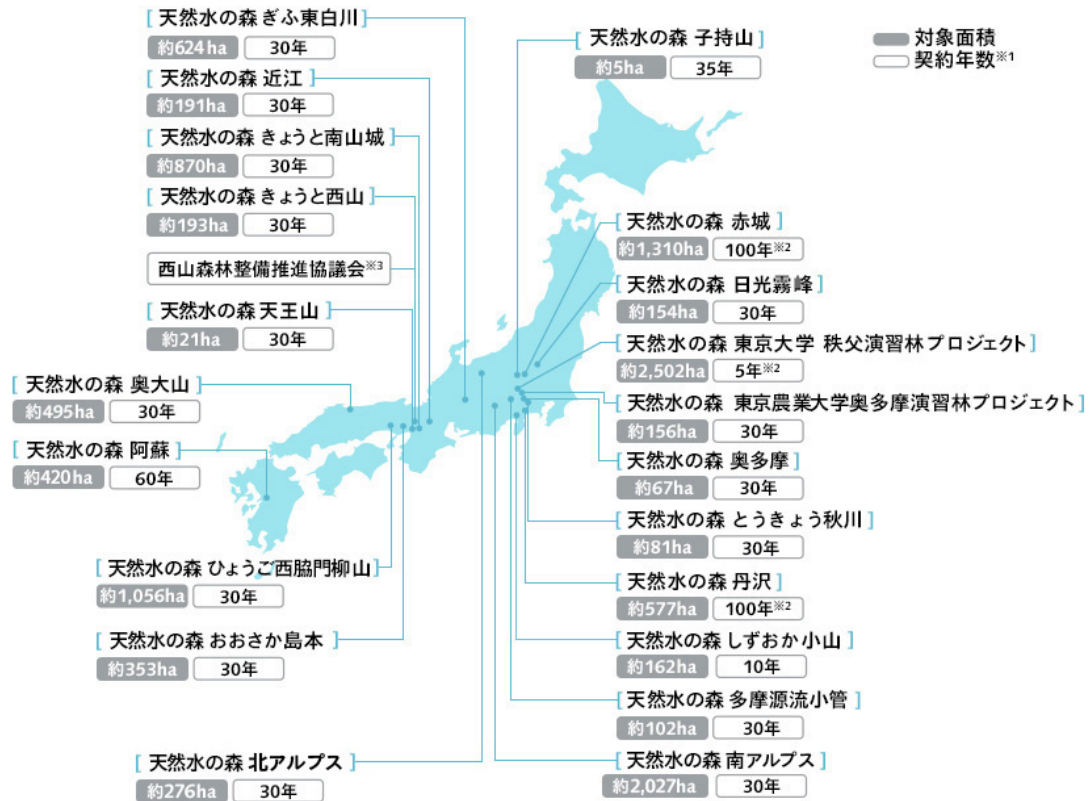 [ 天然水の森 ぎふ東白川 ]
約624ha 30年
[ 天然水の森 近江 ]
約191ha 30年
[ 天然水の森 きょうと南山城 ]
約870ha 30年
[ 天然水の森 きょうと西山 ]
約193ha 30年
西山森林整備推進協議会※3
[ 天然水の森 天王山 ]
約21ha 30年
[ 天然水の森 奥大山 ]
約495ha 30年
[ 天然水の森 阿蘇 ]
約420ha 60年
[ 天然水の森 ひょうご西脇門柳山 ]
約1,056ha 30年
[ 天然水の森 おおさか島本 ]
約353ha 30年
[ 天然水の森 北アルプス ]
約276ha 30年
[ 天然水の森 子持山 ]
約5ha 35年
対象面積
契約年数※1
[ 天然水の森 赤城 ]
約1,310ha 100年※2
[ 天然水の森 日光霧峰 ]
約154ha 30年
[ 天然水の森 東京大学 秩父演習林プロジェクト ]
約2,502ha 5年※2
[ 天然水の森 東京農業大学奥多摩演習林プロジェクト ]
約156ha 30年
[ 天然水の森 奥多摩 ]
約67ha 30年
[ 天然水の森 とうきょう秋川 ]
約81ha 30年
[ 天然水の森 丹沢 ]
約577ha 100年※2
[ 天然水の森 しずおか小山 ]
約162ha 10年
[ 天然水の森 多摩源流小菅 ]
約102ha 30年
[ 天然水の森 南アルプス ]
約2,027ha 30年